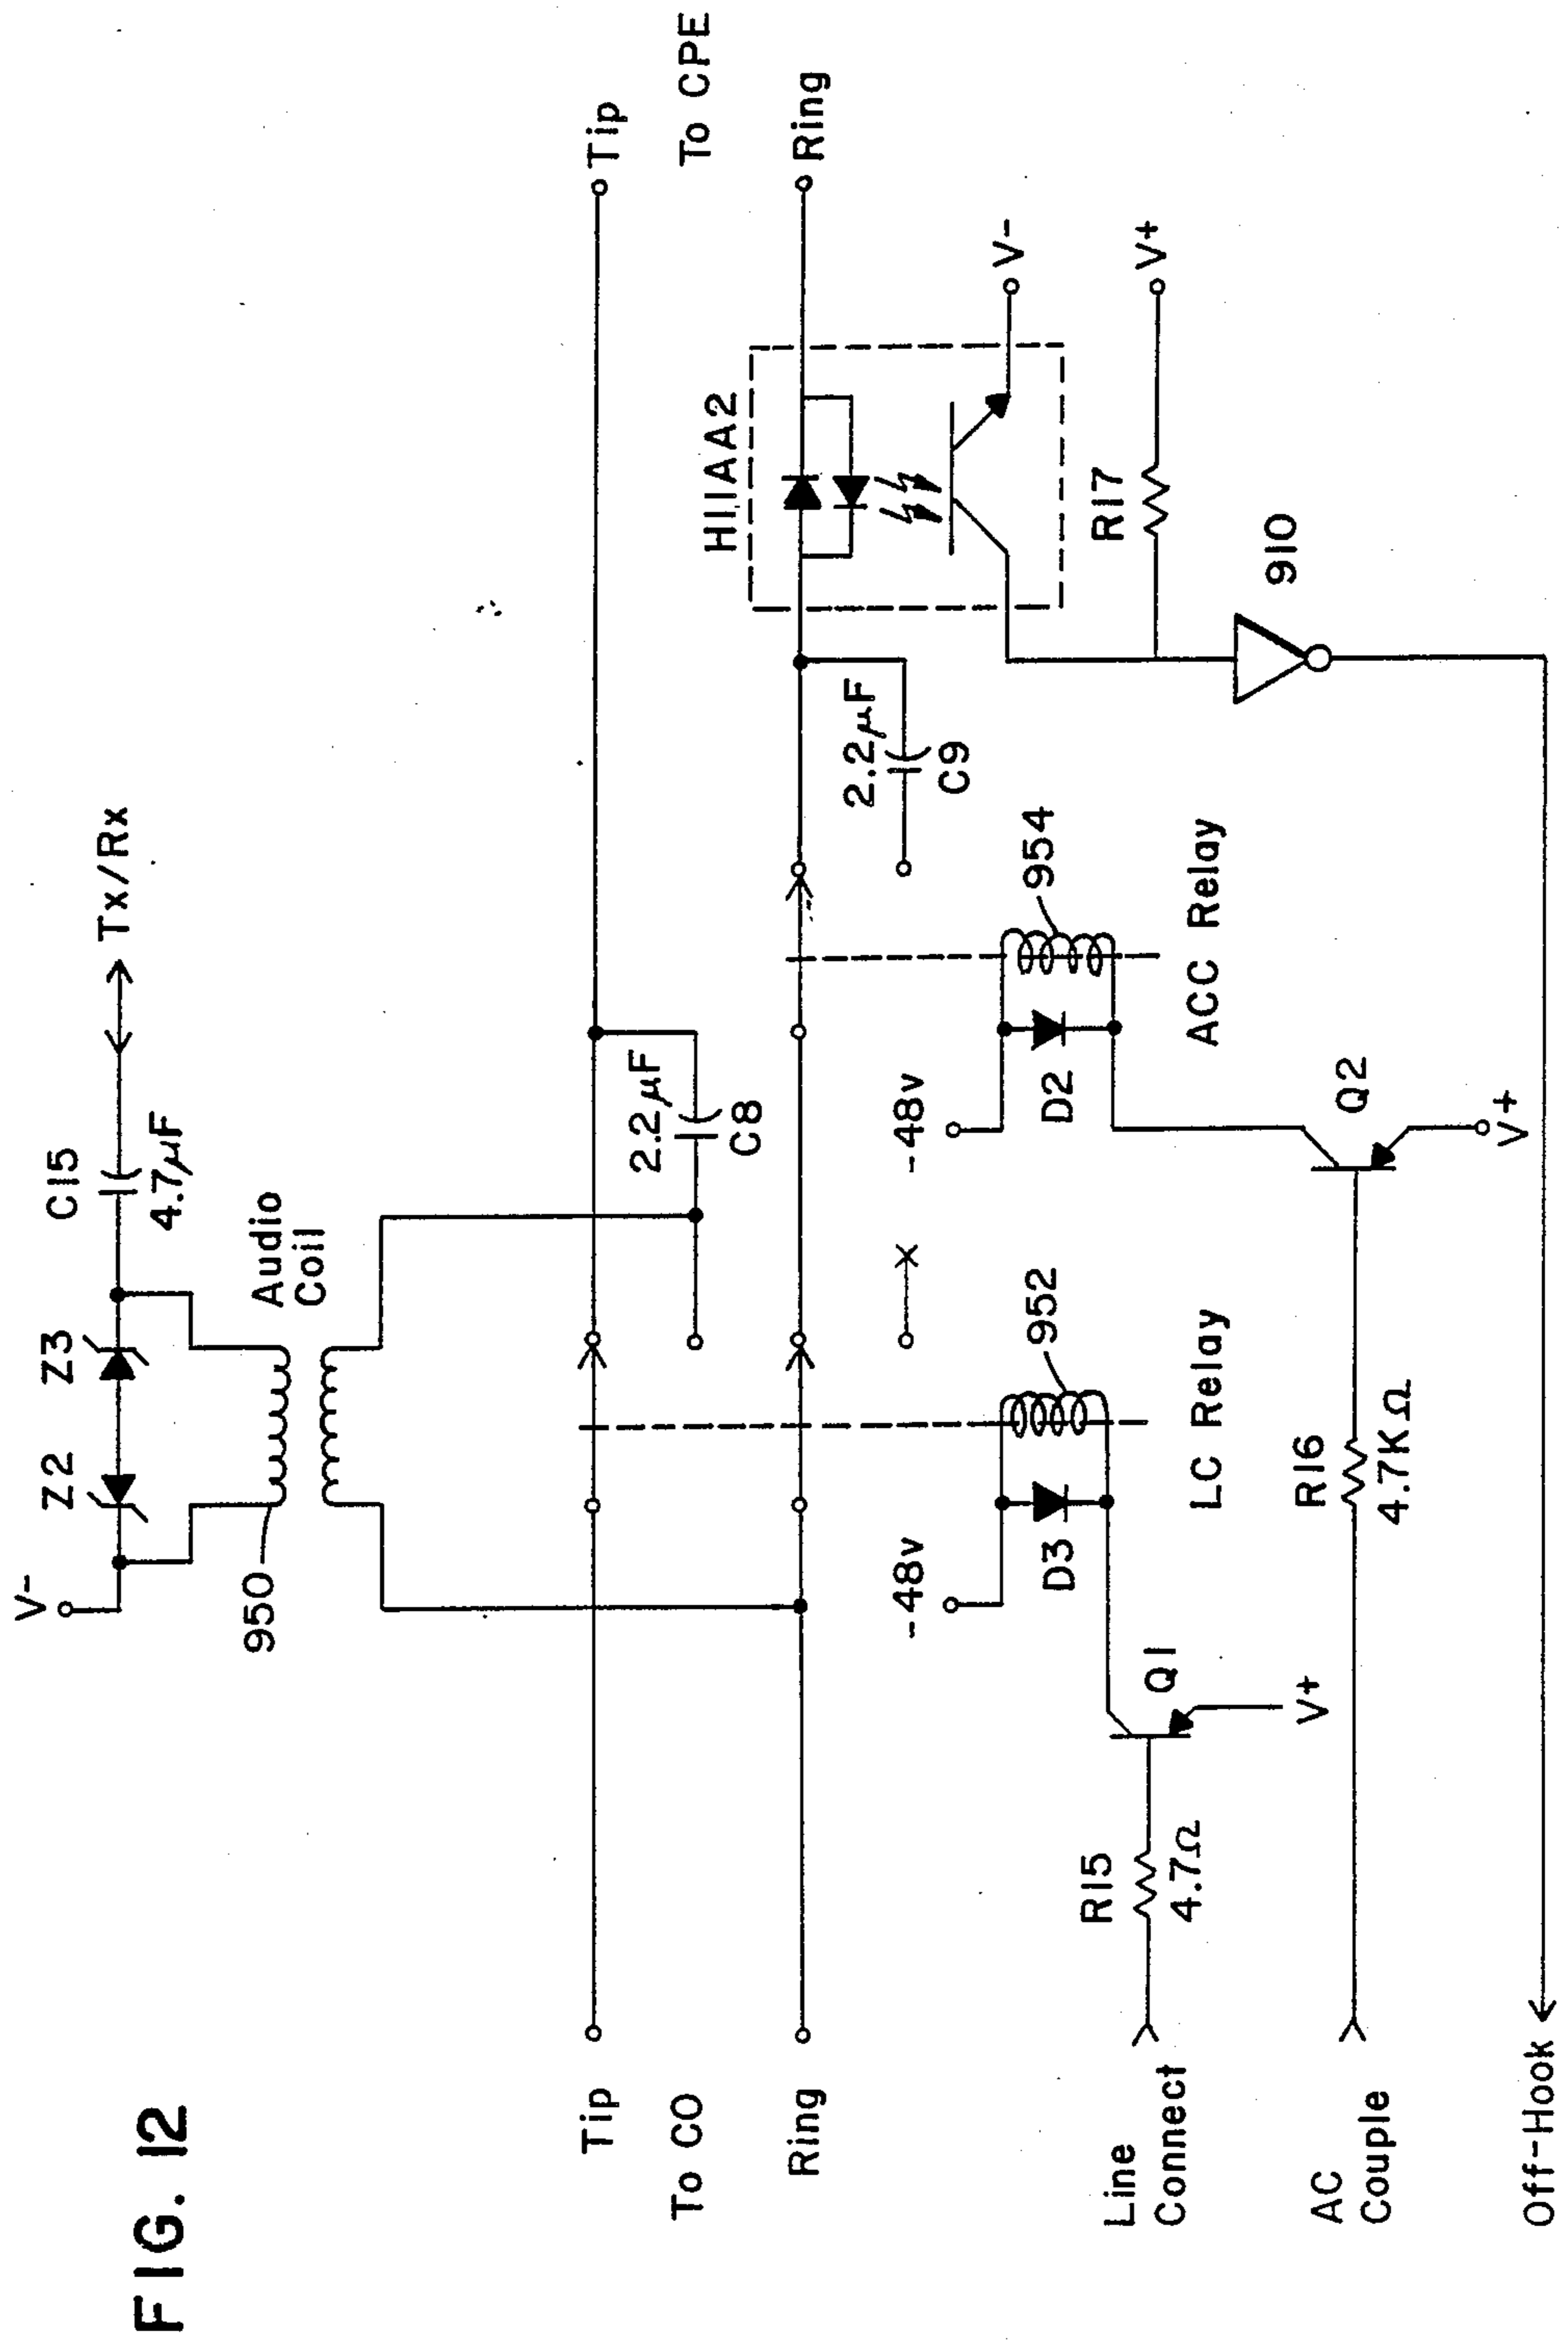 FIG. 12
V-
Z2
Z3
C15
4.7μF
Tx/Rx
950
Audio
Coil
Tip
To CO
Ring
2.2μF
C8
Tip
To CPE
Ring
2.2μF
C9
H11AA2
V-
R17
V+
910
-48v
D3
952
LC Relay
-48v
D2
954
ACC Relay
Line
Connect
R15
4.7Ω
Q1
V+
AC
Couple
R16
4.7KΩ
Q2
V+
Off-Hook